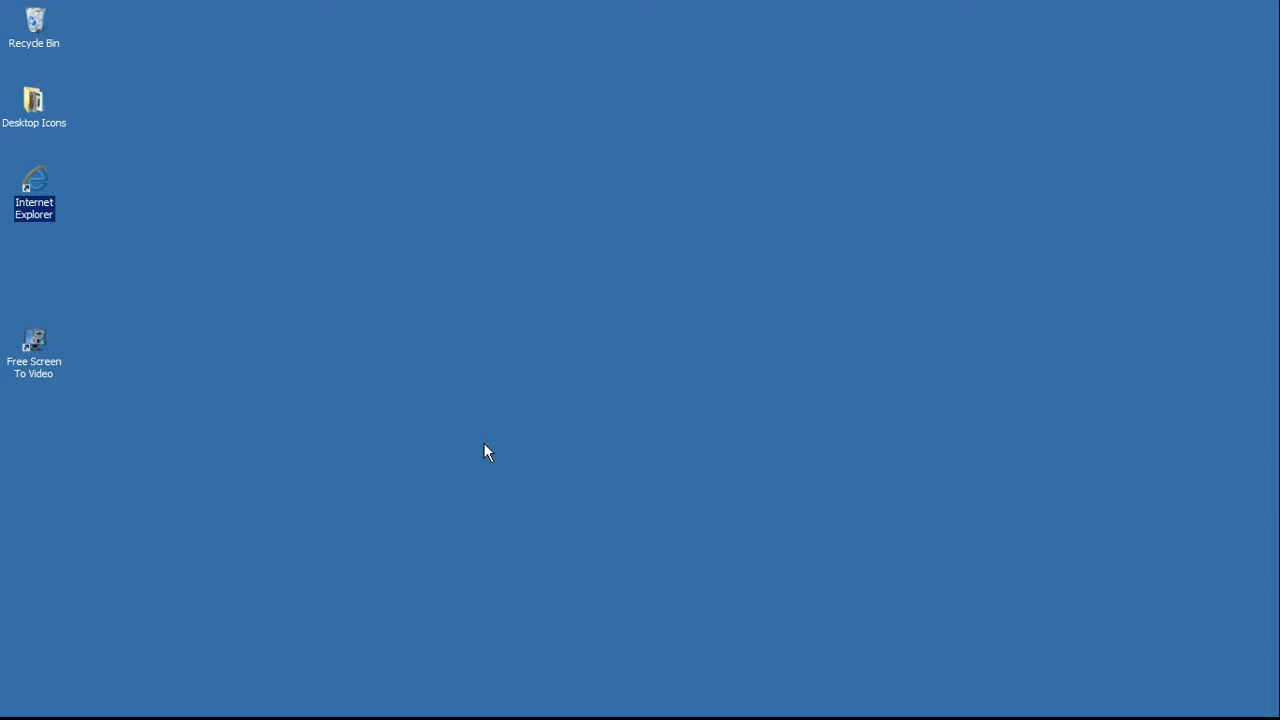 Recycle Bin
Desktop Icons
Internet
Explorer
Free Screen
To Video